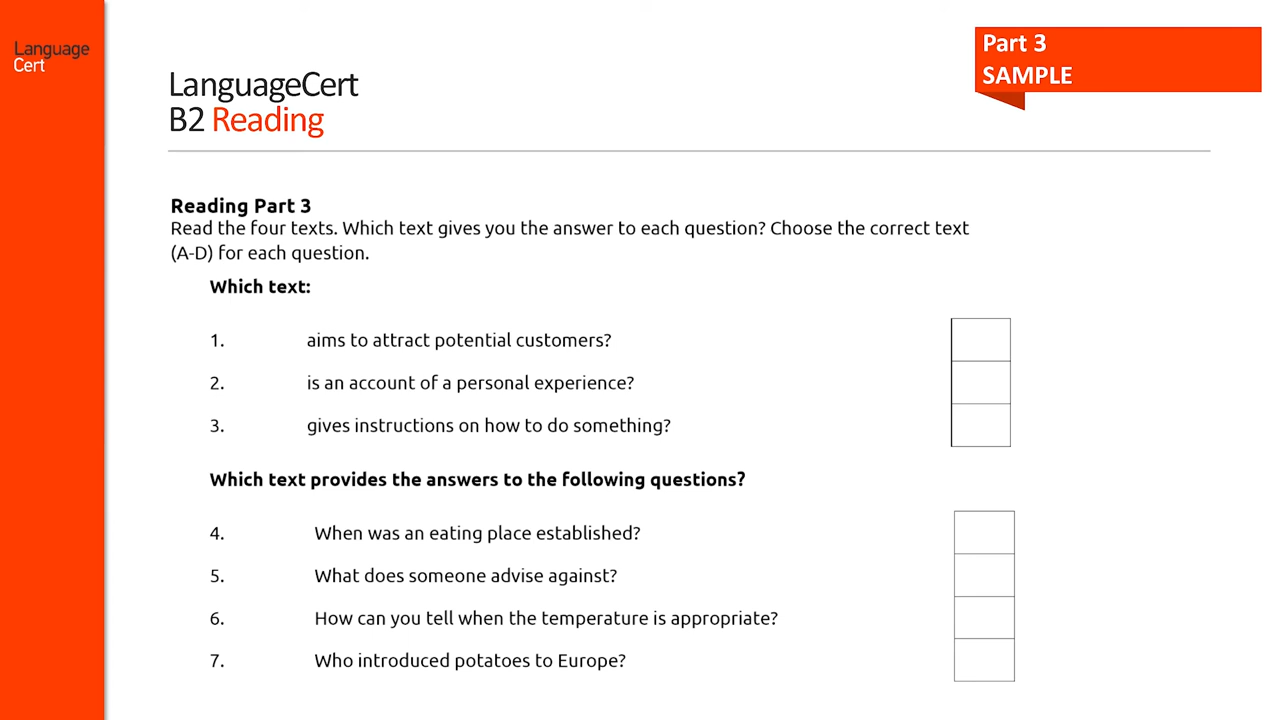 Language
Cert
Part 3
SAMPLE
LanguageCert
B2 Reading
Reading Part 3
Read the four texts. Which text gives you the answer to each question? Choose the correct text
(A-D) for each question.
Which text:
1. aims to attract potential customers?
2. is an account of a personal experience?
3. gives instructions on how to do something?
Which text provides the answers to the following questions?
4. When was an eating place established?
5. What does someone advise against?
6. How can you tell when the temperature is appropriate?
7. Who introduced potatoes to Europe?